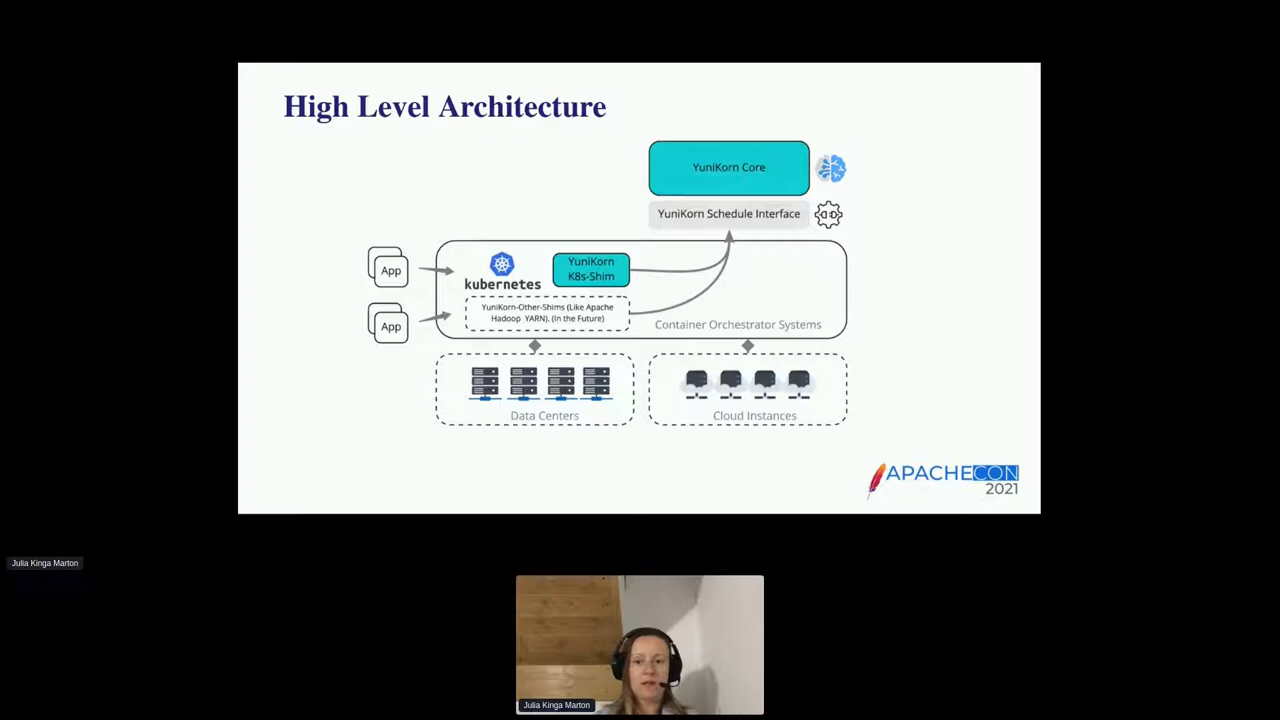 High Level Architecture
YuniKorn Core
YuniKorn Schedule Interface
App
kubernetes
YuniKorn
K8s-Shim
YuniKorn-Other-Shims (Like Apache
Hadoop YARN). (in the Future)
App
Container Orchestrator Systems
Data Centers
Cloud Instances
APACHECON
2021
Julia Kinga Marton
Julia Kinga Marton